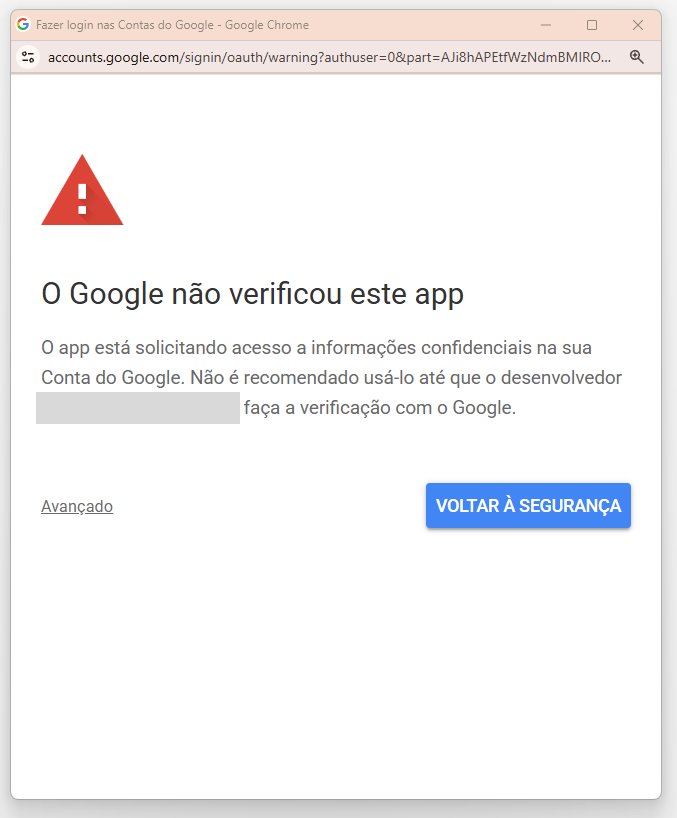 Fazer login nas Contas do Google - Google Chrome
accounts.google.com/signin/oauth/warning?authuser=0&part=AJi8hAPEtfWzNdmBMIRO...
O Google não verificou este app
O app está solicitando acesso a informações confidenciais na sua
Conta do Google. Não é recomendado usá-lo até que o desenvolvedor
faça a verificação com o Google.
Avançado
VOLTAR À SEGURANÇA